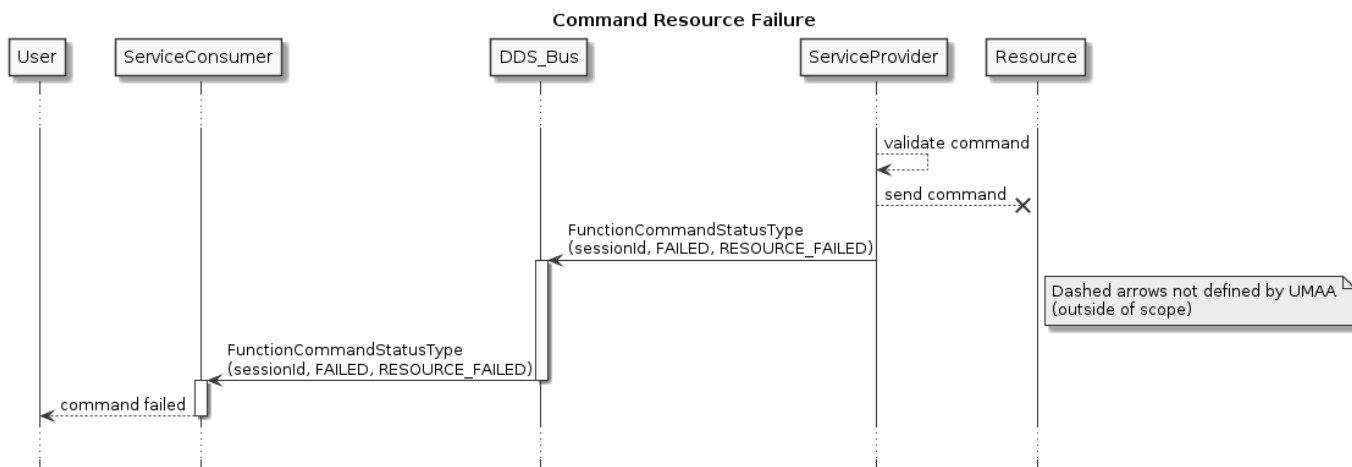 Command Resource Failure
User
ServiceConsumer
DDS_Bus
ServiceProvider
Resource
validate command
send command
FunctionCommandStatusType
(sessionId, FAILED, RESOURCE_FAILED)
Dashed arrows not defined by UMAA
(outside of scope)
FunctionCommandStatusType
(sessionId, FAILED, RESOURCE_FAILED)
command failed